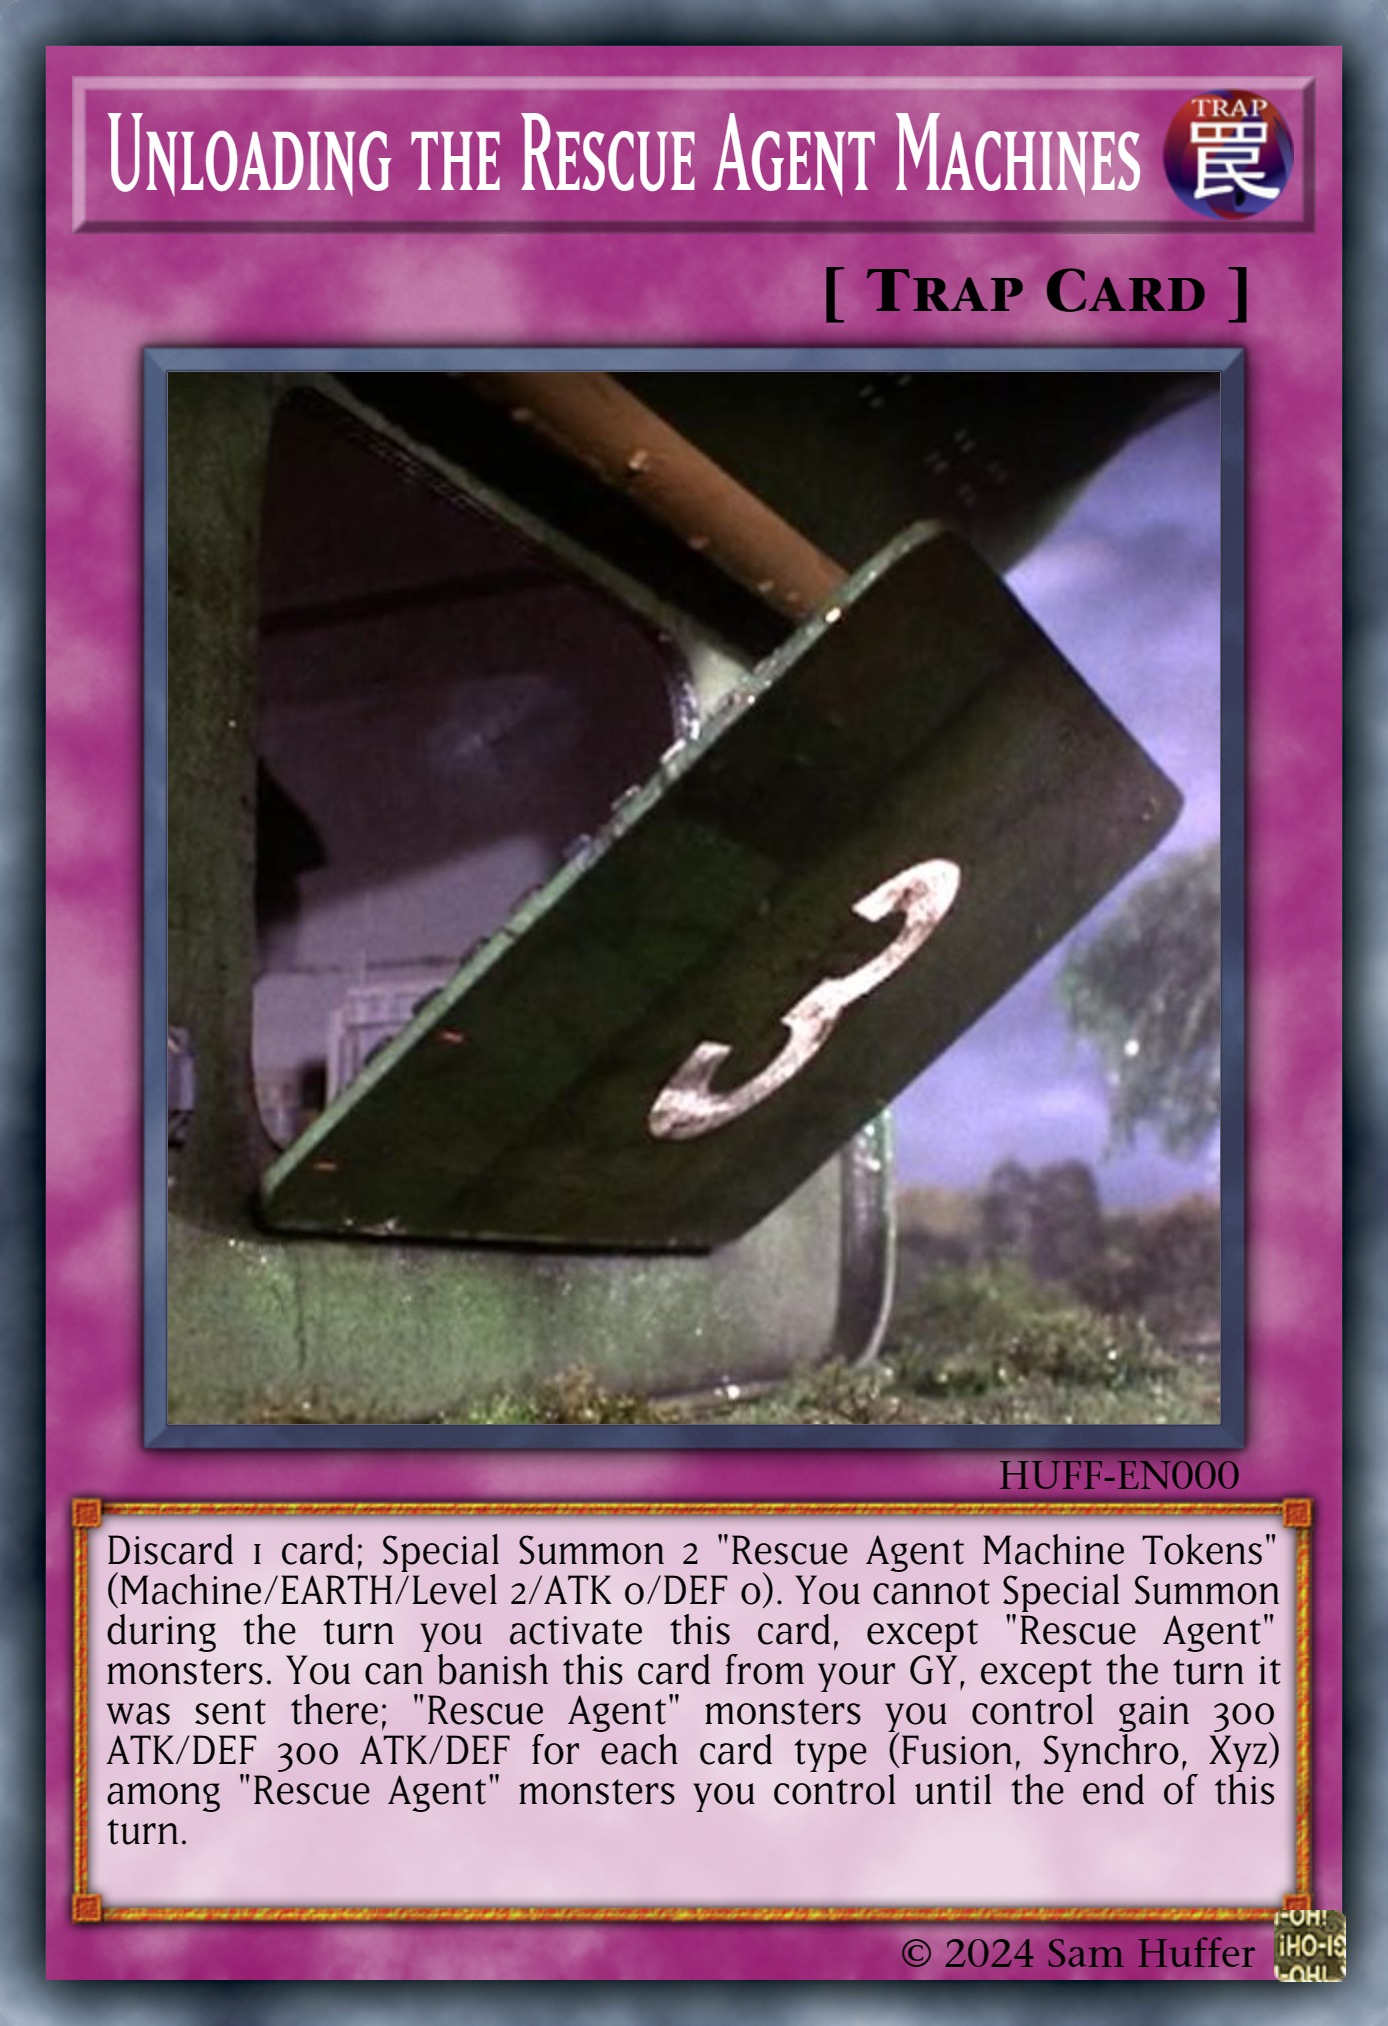 Unloading the Rescue Agent Machines
TRAP
罠
[ Trap Card ]
3
HUFF-EN000
Discard 1 card; Special Summon 2 "Rescue Agent Machine Tokens"
(Machine/EARTH/Level 2/ATK 0/DEF 0). You cannot Special Summon
during the turn you activate this card, except "Rescue Agent"
monsters. You can banish this card from your GY, except the turn it
was sent there; "Rescue Agent" monsters you control gain 300
ATK/DEF 300 ATK/DEF for each card type (Fusion, Synchro, Xyz)
among "Rescue Agent" monsters you control until the end of this
turn.
© 2024 Sam Huffer